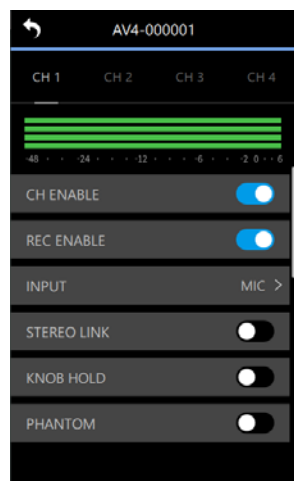 AV4-000001
CH 1 CH 2 CH 3 CH 4
-48 · · -24 · · · -12 · · · · -6 · · -2 0 · · 6
CH ENABLE
REC ENABLE
INPUT MIC >
STEREO LINK
KNOB HOLD
PHANTOM